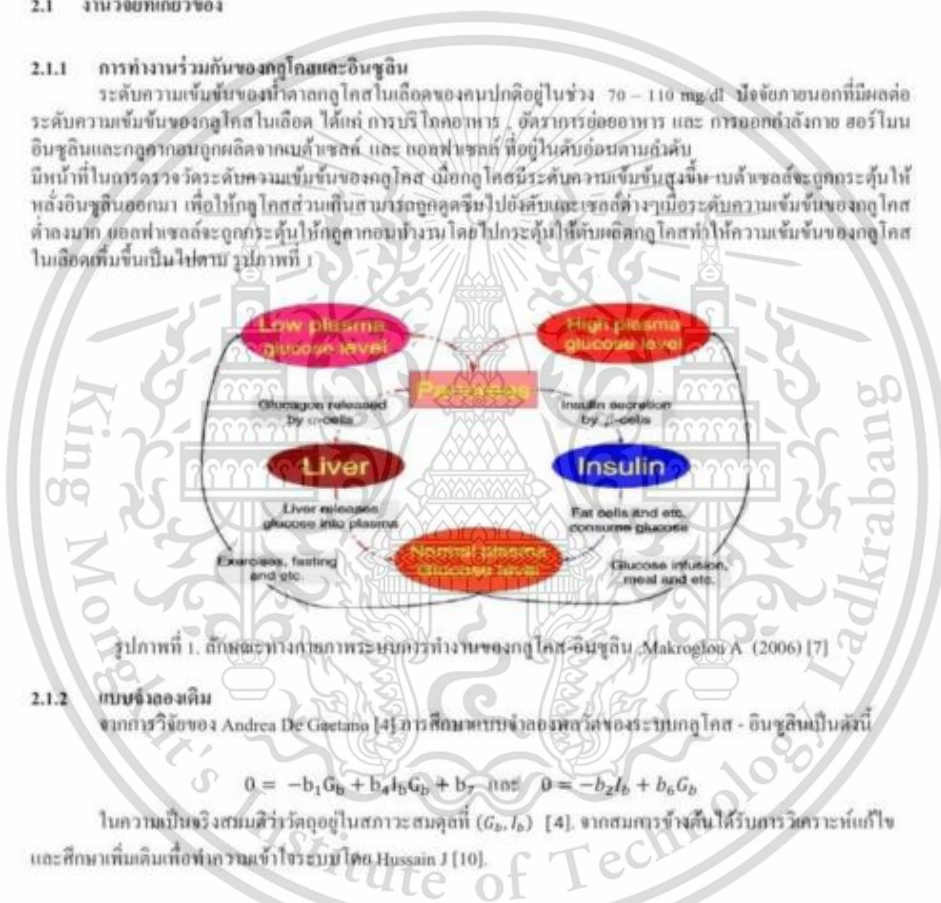 2.1 งานวิจัยที่เกี่ยวข้อง
2.1.1 การทำงานร่วมกันของกลูโคสและอินซูลิน
ระดับความเข้มข้นของน้ำตาลกลูโคสในเลือดของคนปกติอยู่ในช่วง 70 – 110 mg/dl ปัจจัยภายนอกที่มีผลต่อ
ระดับความเข้มข้นของกลูโคสในเลือด ได้แก่ การบริโภคอาหาร , อัตราการย่อยอาหาร และ การออกกำลังกาย ฮอร์โมน
อินซูลินและกลูคากอนถูกผลิตจากเบต้าเซลล์ และ แอลฟาเซลล์ ที่อยู่ในตับอ่อนตามลำดับ
มีหน้าที่ในการตรวจวัดระดับความเข้มข้นของกลูโคส เมื่อกลูโคสมีระดับความเข้มข้นสูงขึ้น เบต้าเซลล์จะถูกกระตุ้นให้
หลั่งอินซูลินออกมา เพื่อให้กลูโคสส่วนเกินสามารถถูกดูดซึมไปยังตับและเซลล์ต่างๆเมื่อระดับความเข้มข้นของกลูโคส
ต่ำลงมาก แอลฟาเซลล์จะถูกกระตุ้นให้กลูคากอนทำงานโดยไปกระตุ้นให้ตับผลิตกลูโคสทำให้ความเข้มข้นของกลูโคส
ในเลือดเพิ่มขึ้นเป็นไปตาม รูปภาพที่ 1
Low plasma
glucose level
High plasma
glucose level
Pancreas
Glucagon released
by α-cells
Insulin secretion
by β-cells
Liver
Insulin
Liver releases
glucose into plasma
Fat cells and etc.
consume glucose
Normal plasma
Glucose level
Exercises, fasting
and etc.
Glucose infusion,
meal and etc.
รูปภาพที่ 1. ลักษณะทางกายภาพระบบการทำงานของกลูโคส-อินซูลิน ,Makroglou A (2006) [7]
2.1.2 แบบจำลองเดิม
จากการวิจัยของ Andrea De Gaetano [4] การศึกษาแบบจำลองพลวัตของระบบกลูโคส - อินซูลินเป็นดังนี้
0 = −b₁G_b + b₄I_bG_b + b₇ และ 0 = −b₂I_b + b₆G_b
ในความเป็นจริงสมมติว่าวัตถุอยู่ในสภาวะสมดุลที่ (G_b, I_b) [4]. จากสมการข้างต้นได้รับการวิเคราะห์แก้ไข
และศึกษาเพิ่มเติมเพื่อทำความเข้าใจระบบโดย Hussain J [10].
King Mongkut's Institute of Technology Ladkrabang